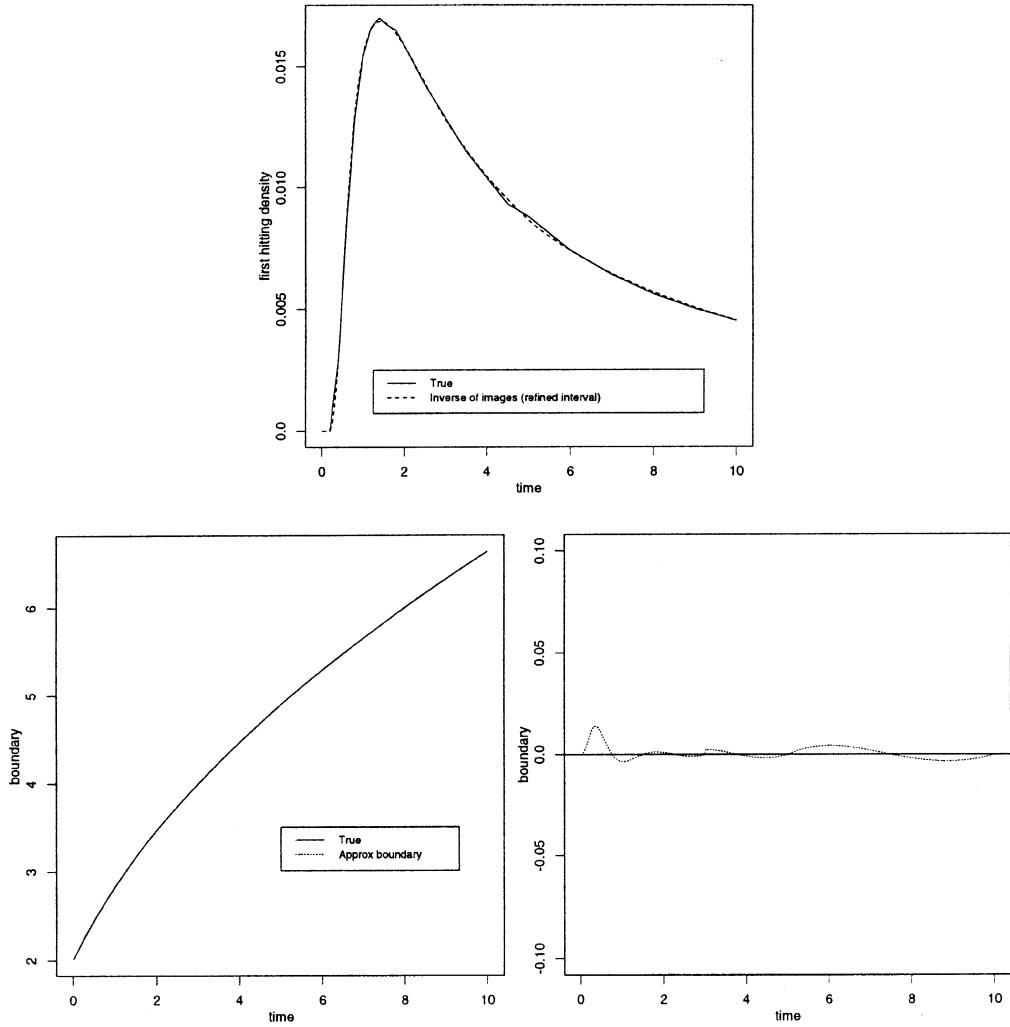 first hitting density
0.015
0.010
0.005
0.0
True
Inverse of images (refined interval)
0 2 4 6 8 10
time
boundary
6
5
4
3
2
True
Approx boundary
0 2 4 6 8 10
time
boundary
0.10
0.05
0.0
-0.05
-0.10
0 2 4 6 8 10
time